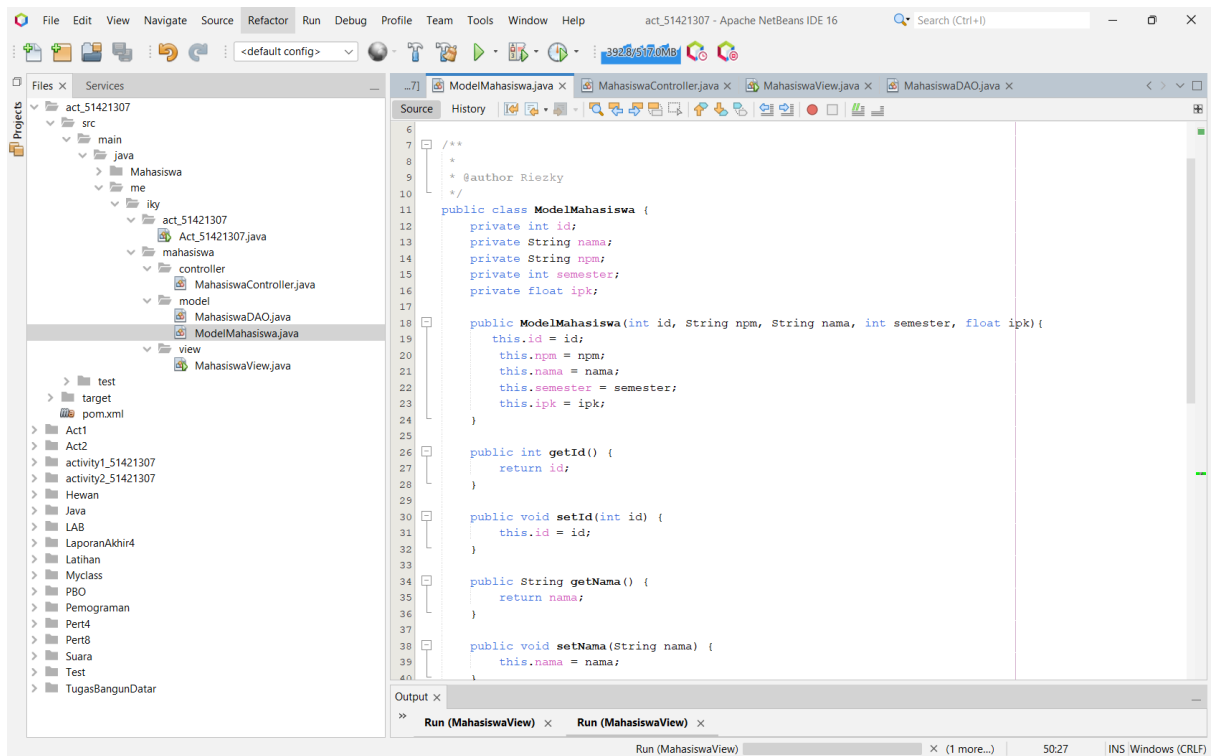 File Edit View Navigate Source Refactor Run Debug Profile Team Tools Window Help act_51421307 - Apache NetBeans IDE 16 Search (Ctrl+I)
<default config> 392.8/517.0MB
Files Services
Projects
act_51421307
src
main
java
Mahasiswa
me
iky
act_51421307
Act_51421307.java
mahasiswa
controller
MahasiswaController.java
model
MahasiswaDAO.java
ModelMahasiswa.java
view
MahasiswaView.java
test
target
pom.xml
Act1
Act2
activity1_51421307
activity2_51421307
Hewan
Java
LAB
LaporanAkhir4
Latihan
Myclass
PBO
Pemograman
Pert4
Pert8
Suara
Test
TugasBangunDatar
...7] ModelMahasiswa.java MahasiswaController.java MahasiswaView.java MahasiswaDAO.java
Source History
6
7 /**
8 *
9 * @author Riezky
10 */
11 public class ModelMahasiswa {
12 private int id;
13 private String nama;
14 private String npm;
15 private int semester;
16 private float ipk;
17
18 public ModelMahasiswa(int id, String npm, String nama, int semester, float ipk){
19 this.id = id;
20 this.npm = npm;
21 this.nama = nama;
22 this.semester = semester;
23 this.ipk = ipk;
24 }
25
26 public int getId() {
27 return id;
28 }
29
30 public void setId(int id) {
31 this.id = id;
32 }
33
34 public String getNama() {
35 return nama;
36 }
37
38 public void setNama(String nama) {
39 this.nama = nama;
40 }
Output
Run (MahasiswaView) Run (MahasiswaView)
Run (MahasiswaView) (1 more...) 50:27 INS Windows (CRLF)